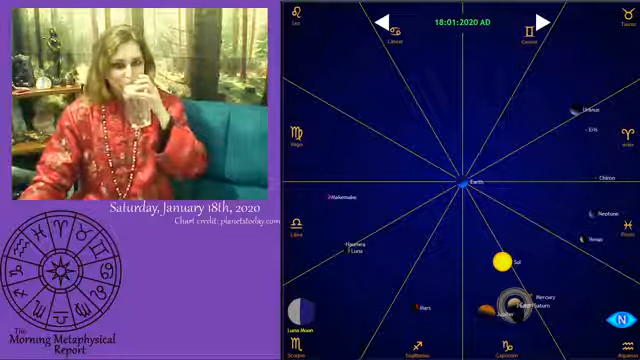 Leo
Cancer
18:01:2020 AD
Gemini
Taurus
Uranus
Eris
Virgo
Aries
Earth
Chiron
Makemake
Saturday, January 18th, 2020
Chart credit: planetstoday.com
Neptune
Libra
Pisces
Venus
Haumea
Luna
Sol
Mercury
Saturn
Mars
Jupiter
Luna Moon
N
The
Morning Metaphysical
Report
Scorpio
Sagittarius
Capricorn
Aquarius